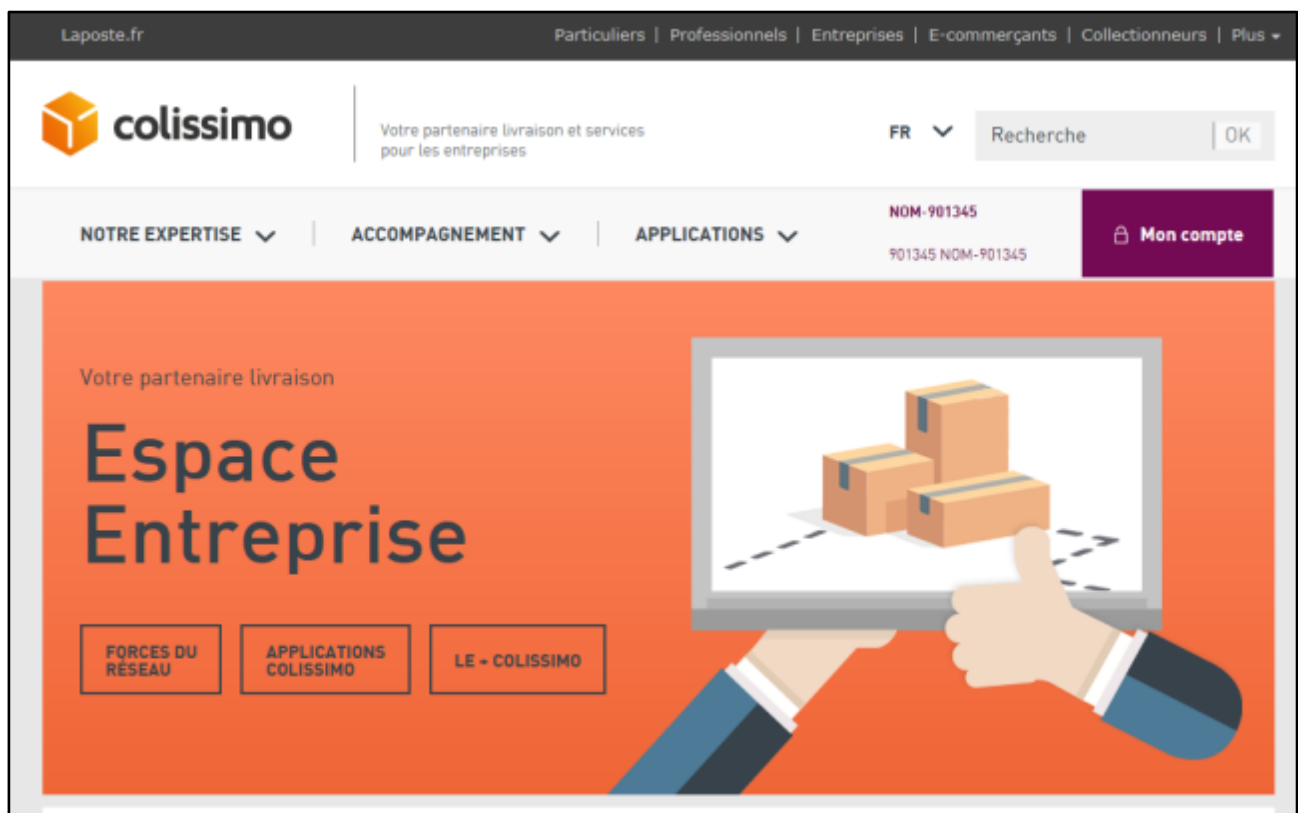 Laposte.fr
Particuliers | Professionnels | Entreprises | E-commerçants | Collectionneurs | Plus
colissimo
Votre partenaire livraison et services
pour les entreprises
FR
Recherche
OK
NOTRE EXPERTISE
ACCOMPAGNEMENT
APPLICATIONS
NOM-901345
901345 NOM-901345
Mon compte
Votre partenaire livraison
Espace
Entreprise
FORCES DU
RÉSEAU
APPLICATIONS
COLISSIMO
LE + COLISSIMO